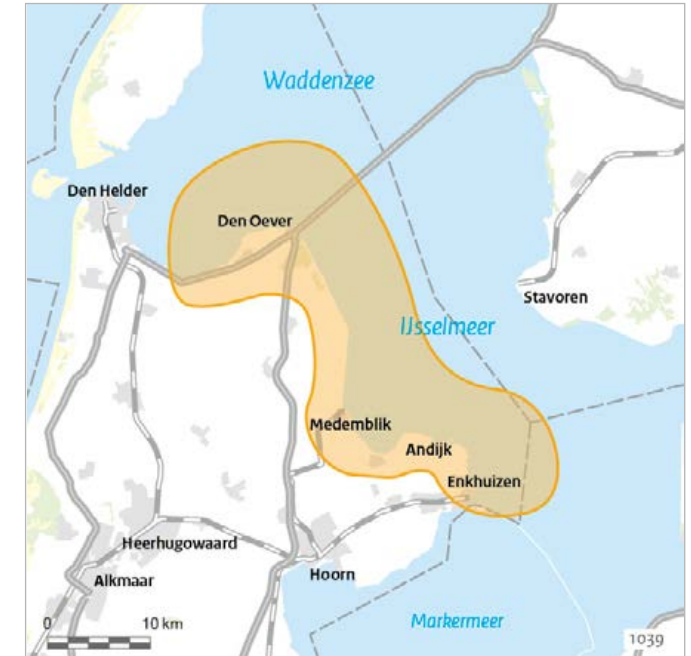 Waddenzee
Den Helder
Den Oever
Stavoren
IJsselmeer
Medemblik
Andijk
Enkhuizen
Heerhugowaard
Hoorn
Alkmaar
Markermeer
0 10 km
1039